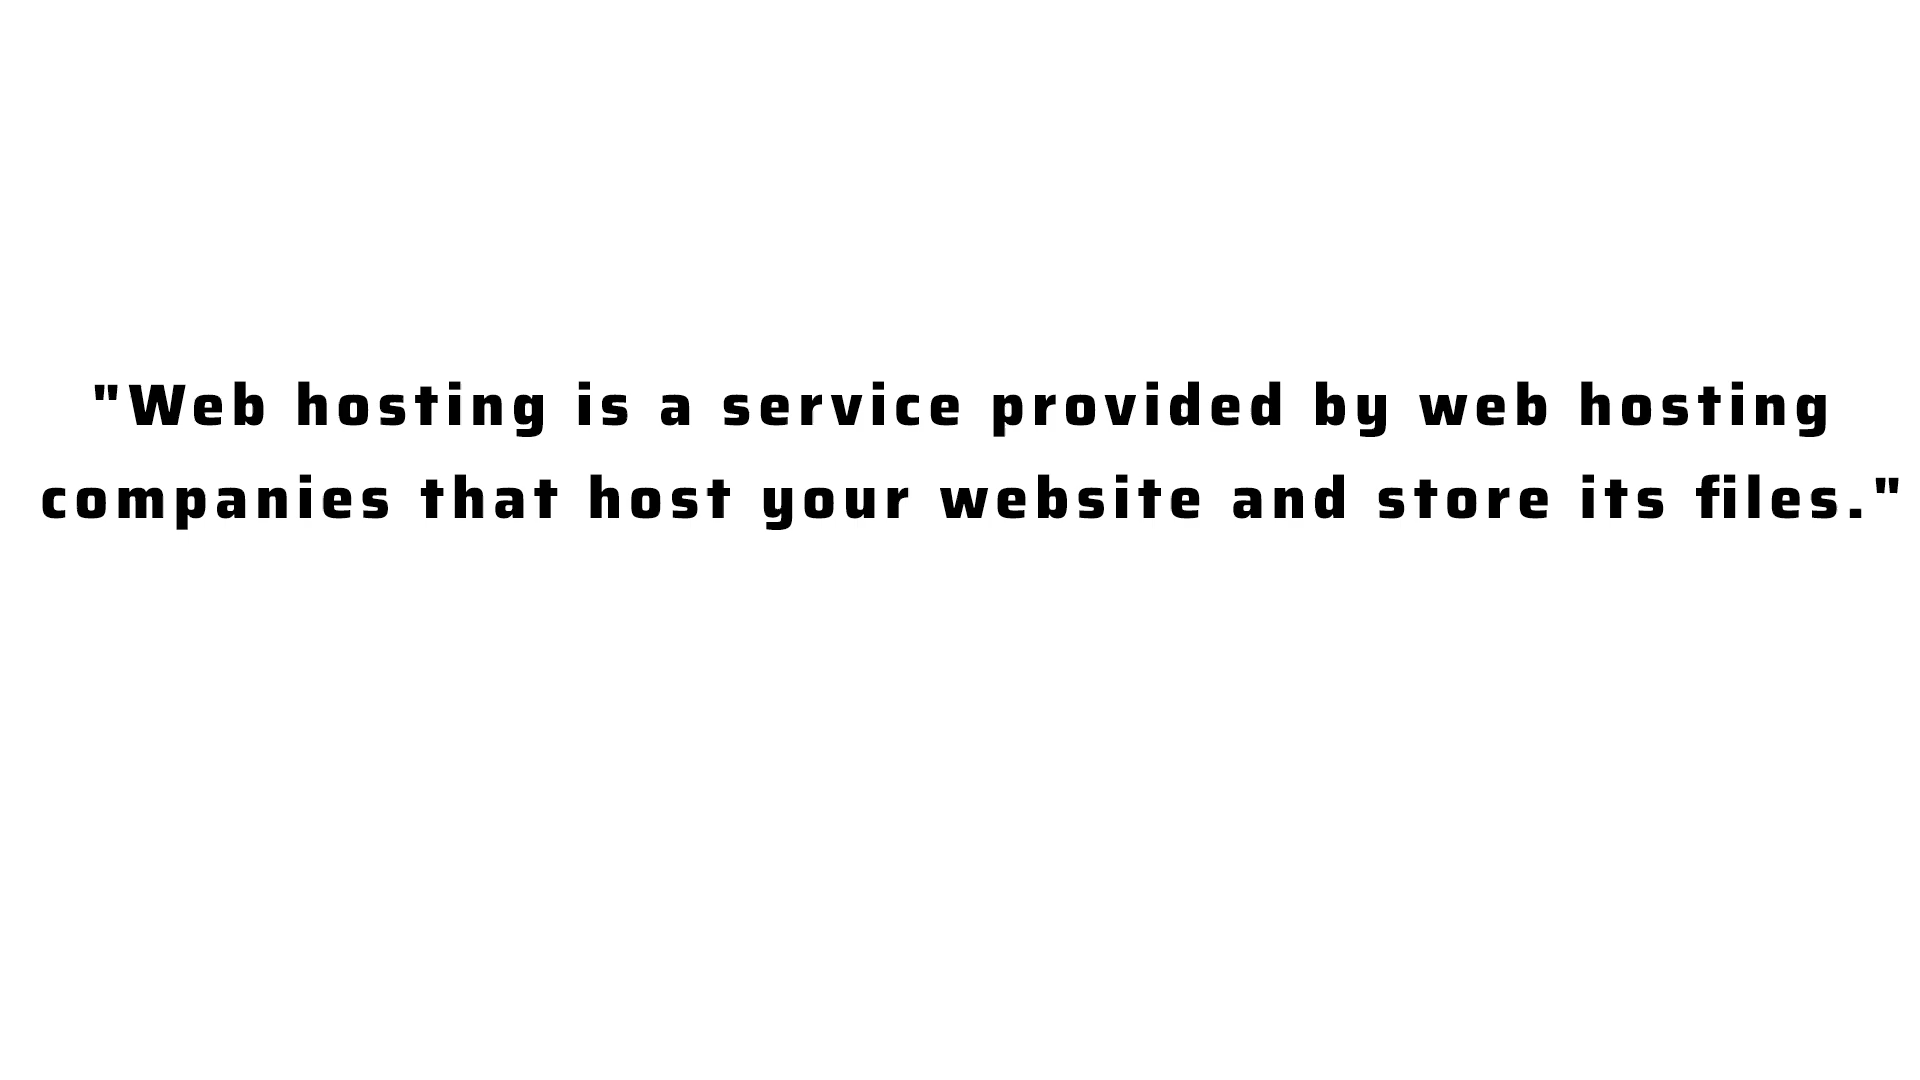 "Web hosting is a service provided by web hosting
companies that host your website and store its files."